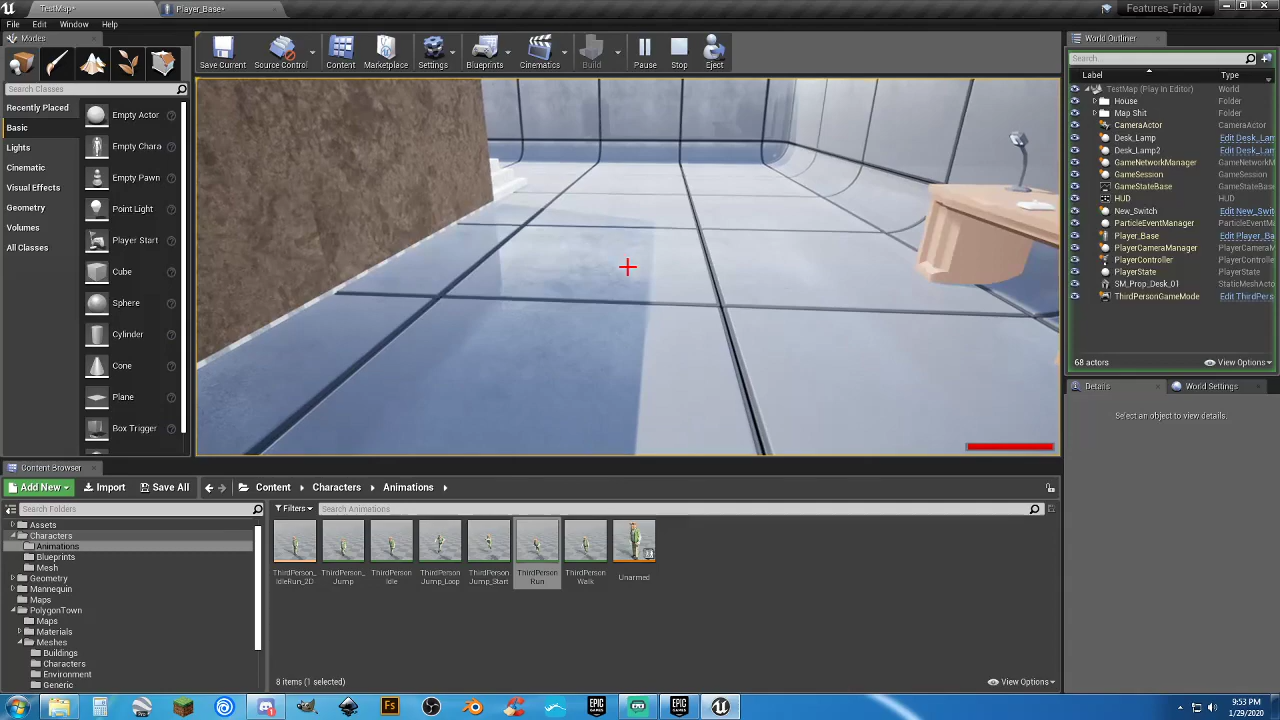 TestMap*
Player_Base*
Features_Friday
File
Edit
Window
Help
Modes
Search Classes
Recently Placed
Basic
Lights
Cinematic
Visual Effects
Geometry
Volumes
All Classes
Empty Actor
Empty Chara
Empty Pawn
Point Light
Player Start
Cube
Sphere
Cylinder
Cone
Plane
Box Trigger
Save Current
Source Control
Content
Marketplace
Settings
Blueprints
Cinematics
Build
Pause
Stop
Eject
World Outliner
Search...
Label
Type
TestMap (Play In Editor)
World
House
Folder
Map Shit
Folder
CameraActor
CameraActor
Desk_Lamp
Edit Desk_Lam
Desk_Lamp2
Edit Desk_Lam
GameNetworkManager
GameNetworkM
GameSession
GameSession
GameStateBase
GameStateBase
HUD
HUD
New_Switch
Edit New_Swit
ParticleEventManager
ParticleEventM
Player_Base
Edit Player_Ba
PlayerCameraManager
PlayerCameraM
PlayerController
PlayerControlle
PlayerState
PlayerState
SM_Prop_Desk_01
StaticMeshActo
ThirdPersonGameMode
Edit ThirdPers
68 actors
View Options
Details
World Settings
Select an object to view details.
Content Browser
Add New
Import
Save All
Content
Characters
Animations
Search Folders
Filters
Search Animations
Assets
Characters
Animations
Blueprints
Mesh
Geometry
Mannequin
Maps
PolygonTown
Maps
Materials
Meshes
Buildings
Characters
Environment
Generic
ThirdPerson_
IdleRun_2D
ThirdPerson_
Jump
ThirdPerson
Idle
ThirdPerson
Jump_Loop
ThirdPerson
Jump_Start
ThirdPerson
Run
ThirdPerson
Walk
Unarmed
8 items (1 selected)
View Options
Pro
Fs
EPIC
EPIC
9:53 PM
1/29/2020